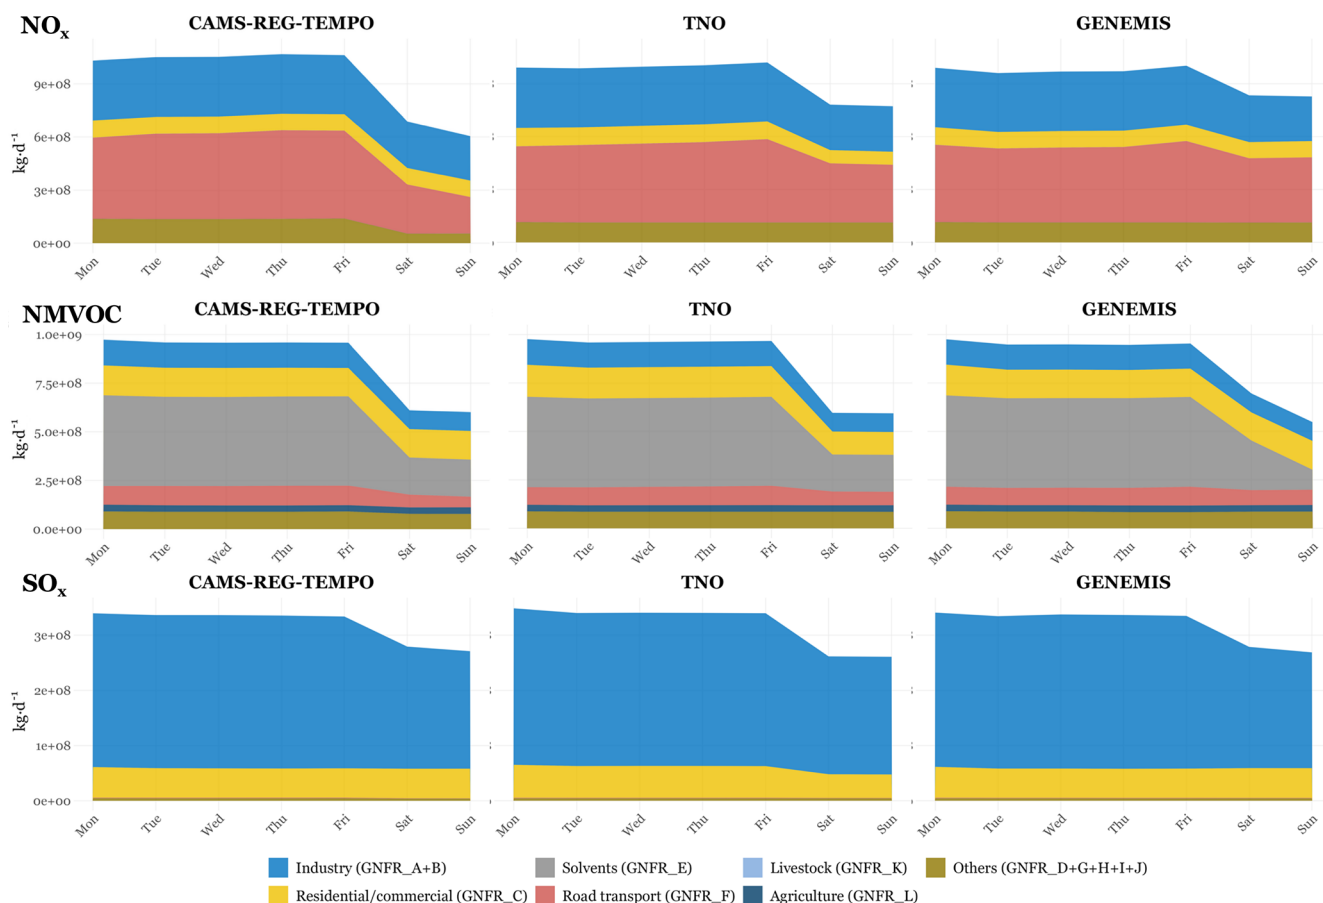 NOx
CAMS-REG-TEMPO TNO GENEMIS
9e+08
6e+08
3e+08
0e+00
kg·d⁻¹
Mon Tue Wed Thu Fri Sat Sun Mon Tue Wed Thu Fri Sat Sun Mon Tue Wed Thu Fri Sat Sun
NMVOC
CAMS-REG-TEMPO TNO GENEMIS
1.0e+09
7.5e+08
5.0e+08
2.5e+08
0.0e+00
kg·d⁻¹
Mon Tue Wed Thu Fri Sat Sun Mon Tue Wed Thu Fri Sat Sun Mon Tue Wed Thu Fri Sat Sun
SOx
CAMS-REG-TEMPO TNO GENEMIS
3e+08
2e+08
1e+08
0e+00
kg·d⁻¹
Mon Tue Wed Thu Fri Sat Sun Mon Tue Wed Thu Fri Sat Sun Mon Tue Wed Thu Fri Sat Sun
Industry (GNFR_A+B) Solvents (GNFR_E) Livestock (GNFR_K) Others (GNFR_D+G+H+I+J)
Residential/commercial (GNFR_C) Road transport (GNFR_F) Agriculture (GNFR_L)